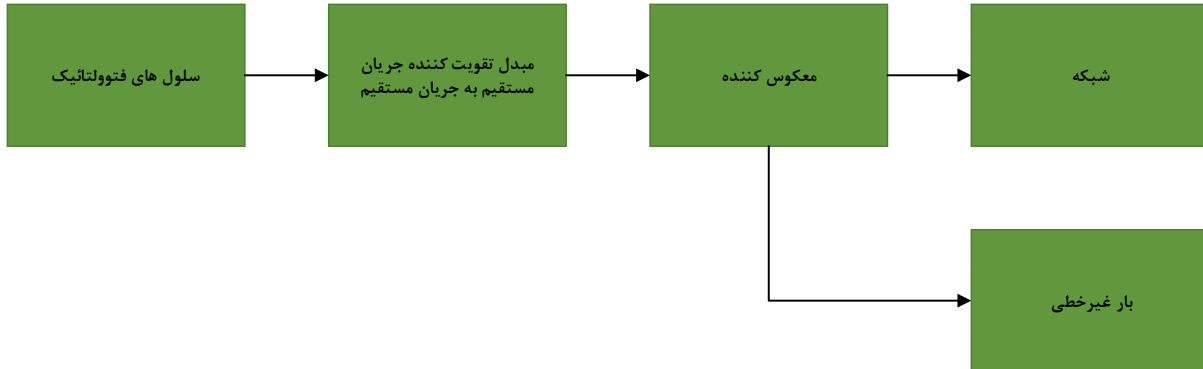 سلول های فتوولتائیک
مبدل تقویت کننده جریان
مستقیم به جریان مستقیم
معکوس کننده
شبکه
بار غیرخطی